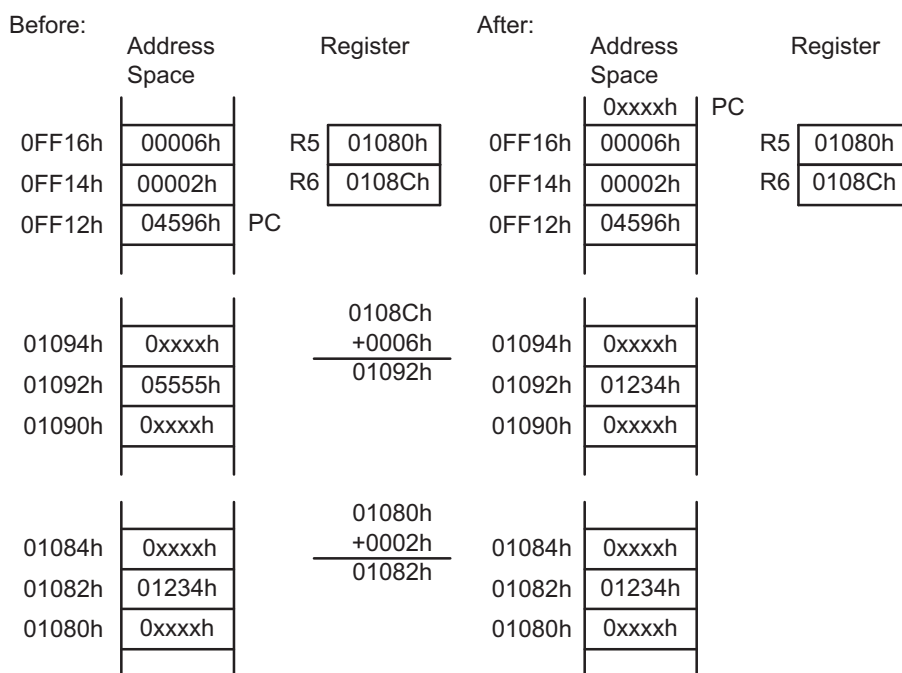 Before:
Address
Space
Register
0FF16h 00006h R5 01080h
0FF14h 00002h R6 0108Ch
0FF12h 04596h PC
0108Ch
01094h 0xxxxh +0006h
01092h 05555h 01092h
01090h 0xxxxh
01080h
01084h 0xxxxh +0002h
01082h 01234h 01082h
01080h 0xxxxh
After:
Address
Space
Register
0xxxxh PC
0FF16h 00006h R5 01080h
0FF14h 00002h R6 0108Ch
0FF12h 04596h
01094h 0xxxxh
01092h 01234h
01090h 0xxxxh
01084h 0xxxxh
01082h 01234h
01080h 0xxxxh